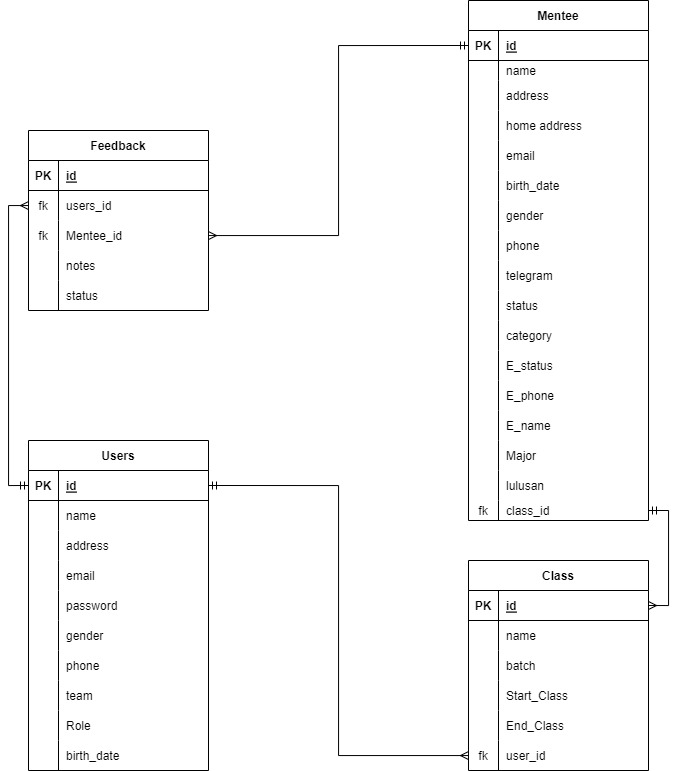 Mentee
PK id
name
address
home address
email
birth_date
gender
phone
telegram
status
category
E_status
E_phone
E_name
Major
lulusan
fk class_id
Feedback
PK id
fk users_id
fk Mentee_id
notes
status
Users
PK id
name
address
email
password
gender
phone
team
Role
birth_date
Class
PK id
name
batch
Start_Class
End_Class
fk user_id